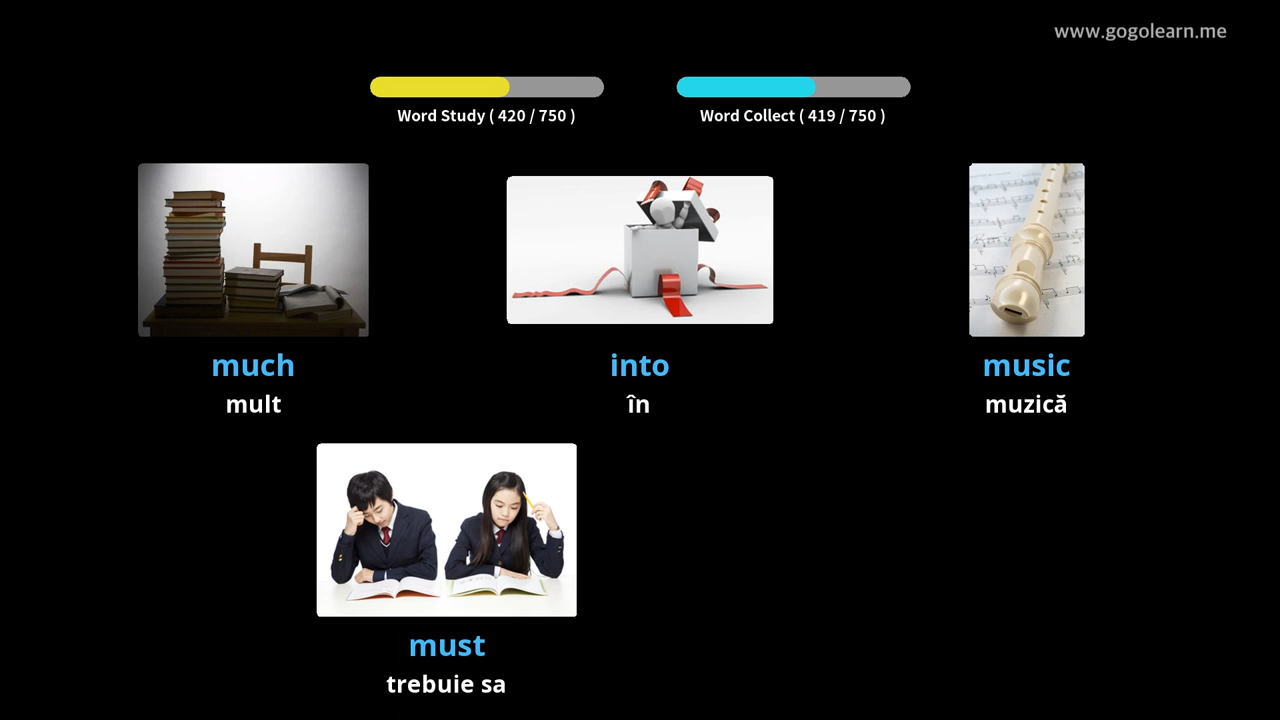 www.gogolearn.me
Word Study ( 420 / 750 )
Word Collect ( 419 / 750 )
much
into
music
mult
în
muzică
must
trebuie sa